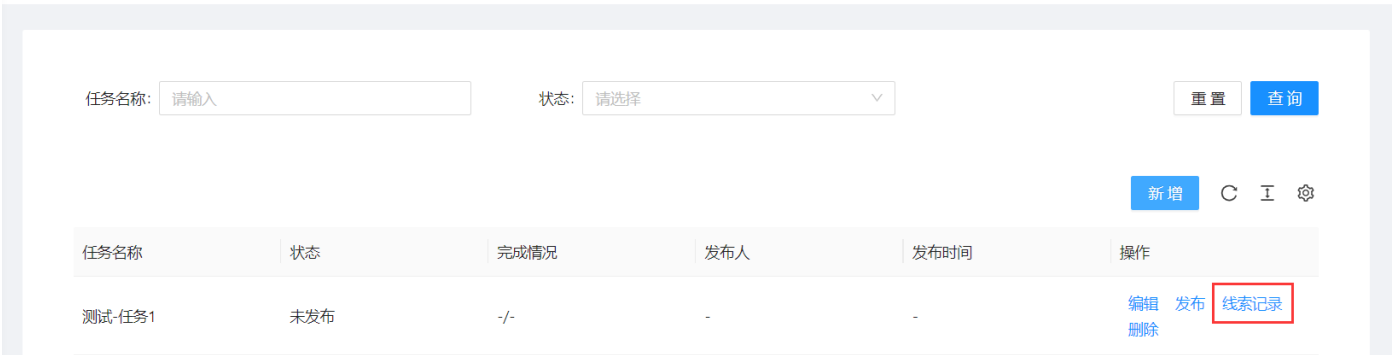 任务名称: 请输入 状态: 请选择 重置 查询
新增
任务名称 状态 完成情况 发布人 发布时间 操作
测试-任务1 未发布 -/- - - 编辑 发布 线索记录
删除